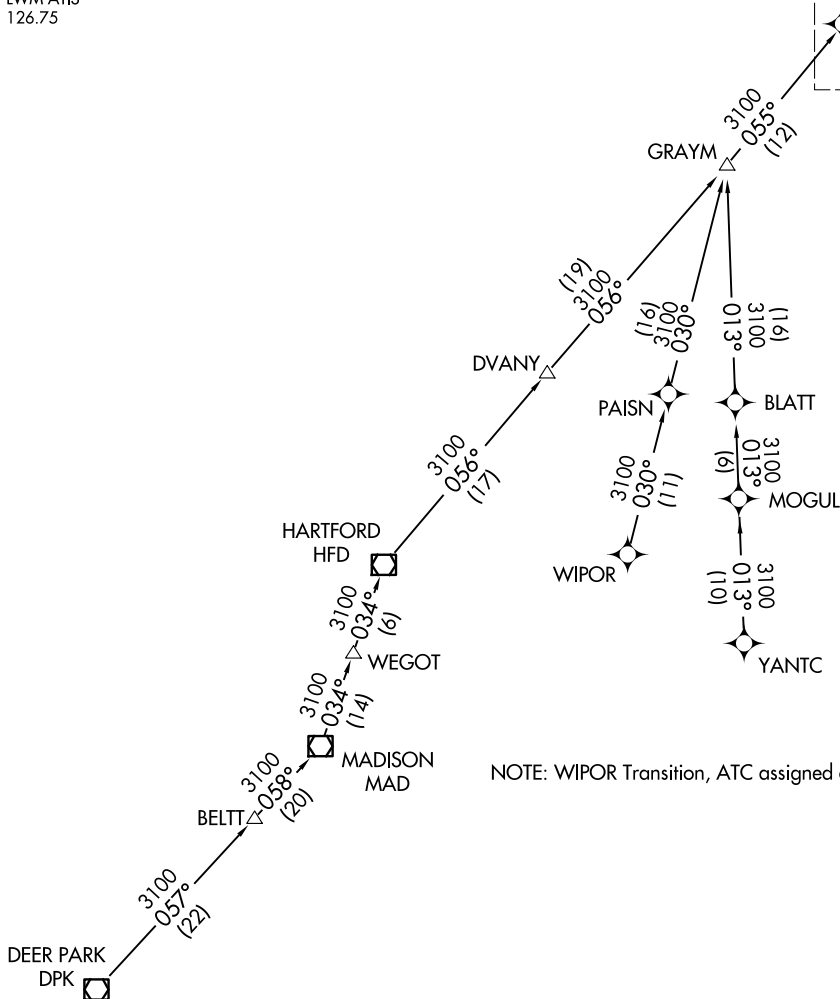 126.75
3100
055°
(12)
GRAYM
(19)
3100
056°
(16)
3100
030°
(16)
3100
013°
DVANY
PAISN
BLATT
3100
056°
(17)
3100
030°
(11)
3100
013°
(6)
MOGUL
HARTFORD
HFD
WIPOR
3100
013°
(10)
3100
034°
(6)
WEGOT
YANTC
3100
034°
(14)
MADISON
MAD
NOTE: WIPOR Transition, ATC assigned
3100
058°
(20)
BELTT
3100
057°
(22)
DEER PARK
DPK